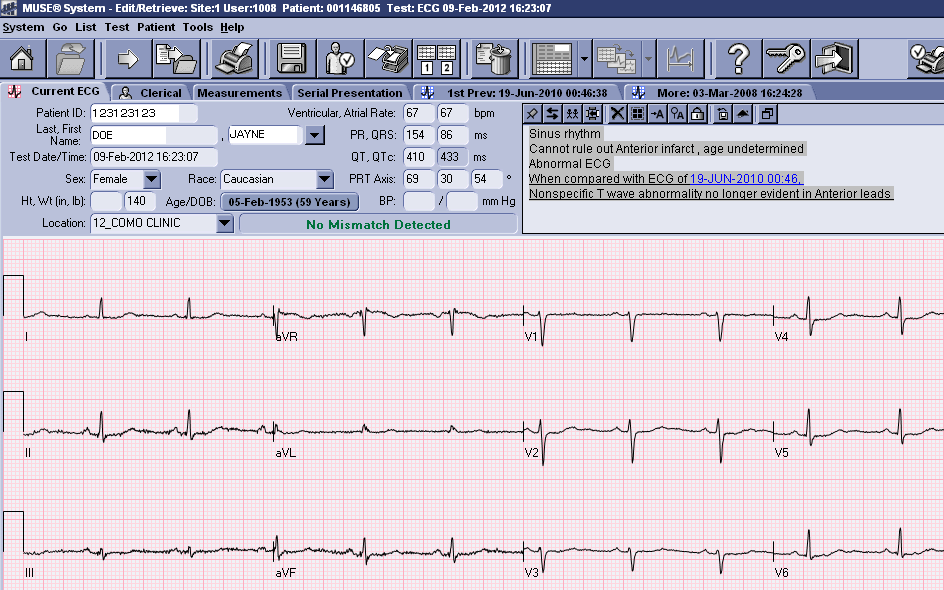 MUSE® System - Edit/Retrieve: Site:1 User:1008 Patient: 001146805 Test: ECG 09-Feb-2012 16:23:07
System Go List Test Patient Tools Help
1 2
?
Current ECG Clerical Measurements Serial Presentation 1st Prev: 19-Jun-2010 00:46:38 More: 03-Mar-2008 16:24:28
Patient ID: 123123123 Ventricular, Atrial Rate: 67 67 bpm
Last, First Name: DOE , JAYNE PR, QRS: 154 86 ms
Test Date/Time: 09-Feb-2012 16:23:07 QT, QTc: 410 433 ms
Sex: Female Race: Caucasian PRT Axis: 69 30 54 °
Ht, Wt (in, lb): 140 Age/DOB: 05-Feb-1953 (59 Years) BP: / mm Hg
Location: 12_COMO CLINIC No Mismatch Detected
Sinus rhythm
Cannot rule out Anterior infarct , age undetermined
Abnormal ECG
When compared with ECG of 19-JUN-2010 00:46,
Nonspecific T wave abnormality no longer evident in Anterior leads
I aVR V1 V4
II aVL V2 V5
III aVF V3 V6